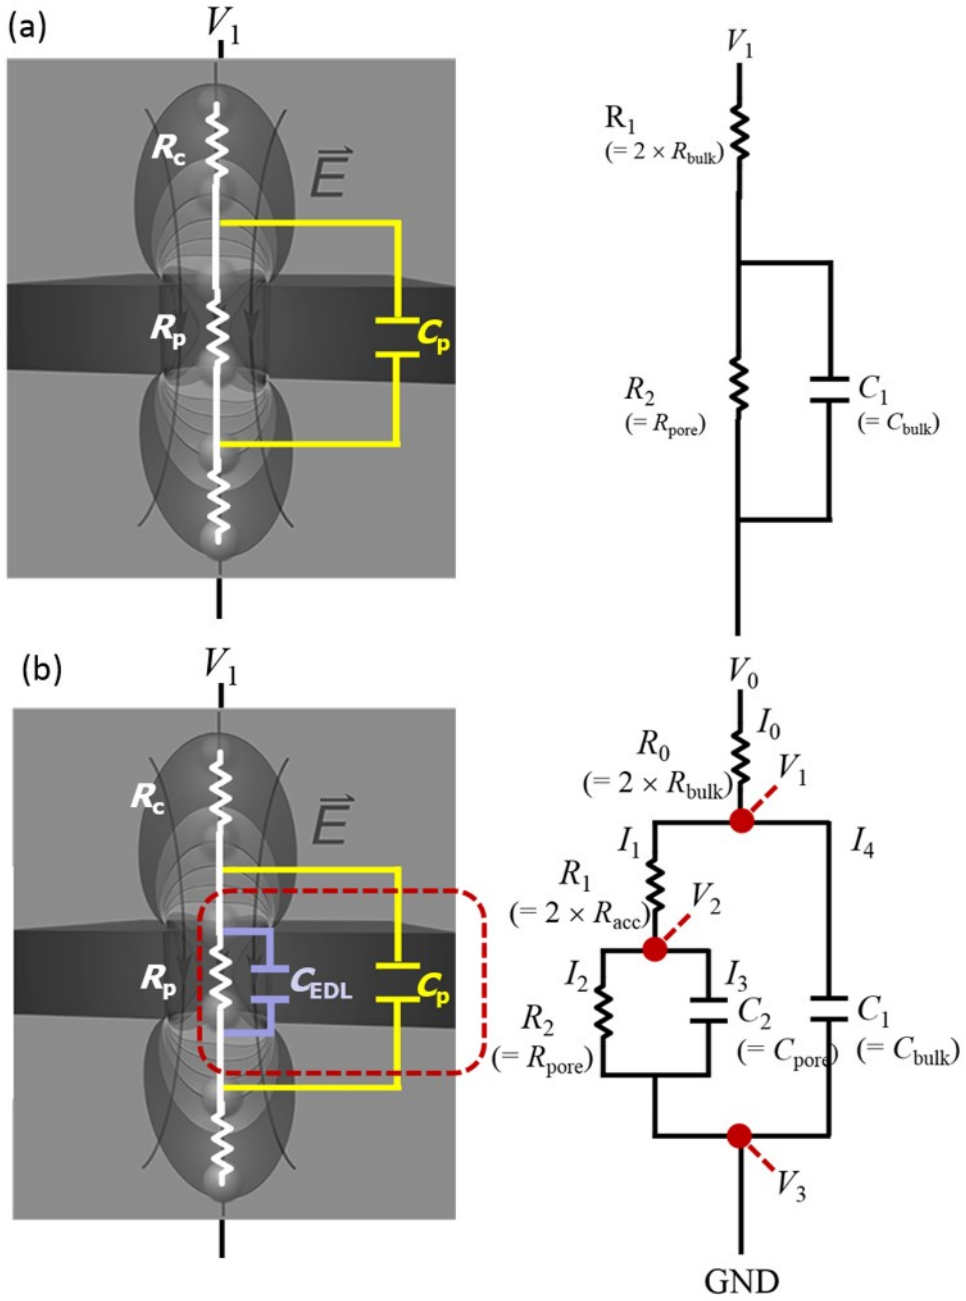 (a)
V1
Rc
E
Rp
Cp
V1
R1
(= 2 × Rbulk)
R2
(= Rpore)
C1
(= Cbulk)
(b)
V1
Rc
E
Rp
CEDL
Cp
V0
I0
R0
(= 2 × Rbulk)
V1
I1
I4
R1
(= 2 × Racc)
V2
I2
I3
R2
(= Rpore)
C2
(= Cpore)
C1
(= Cbulk)
V3
GND